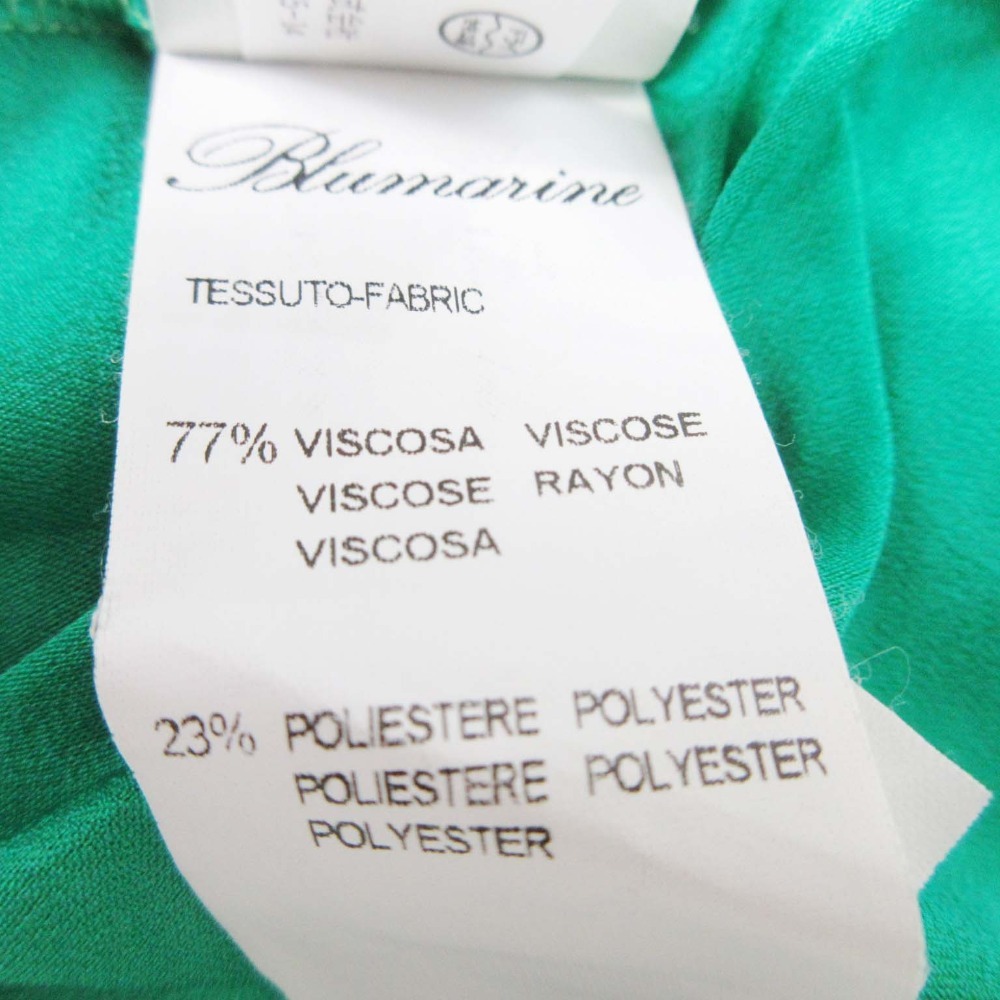 Blumarine
TESSUTO-FABRIC
77% VISCOSA VISCOSE
VISCOSE RAYON
VISCOSA
23% POLIESTERE POLYESTER
POLIESTERE POLYESTER
POLYESTER